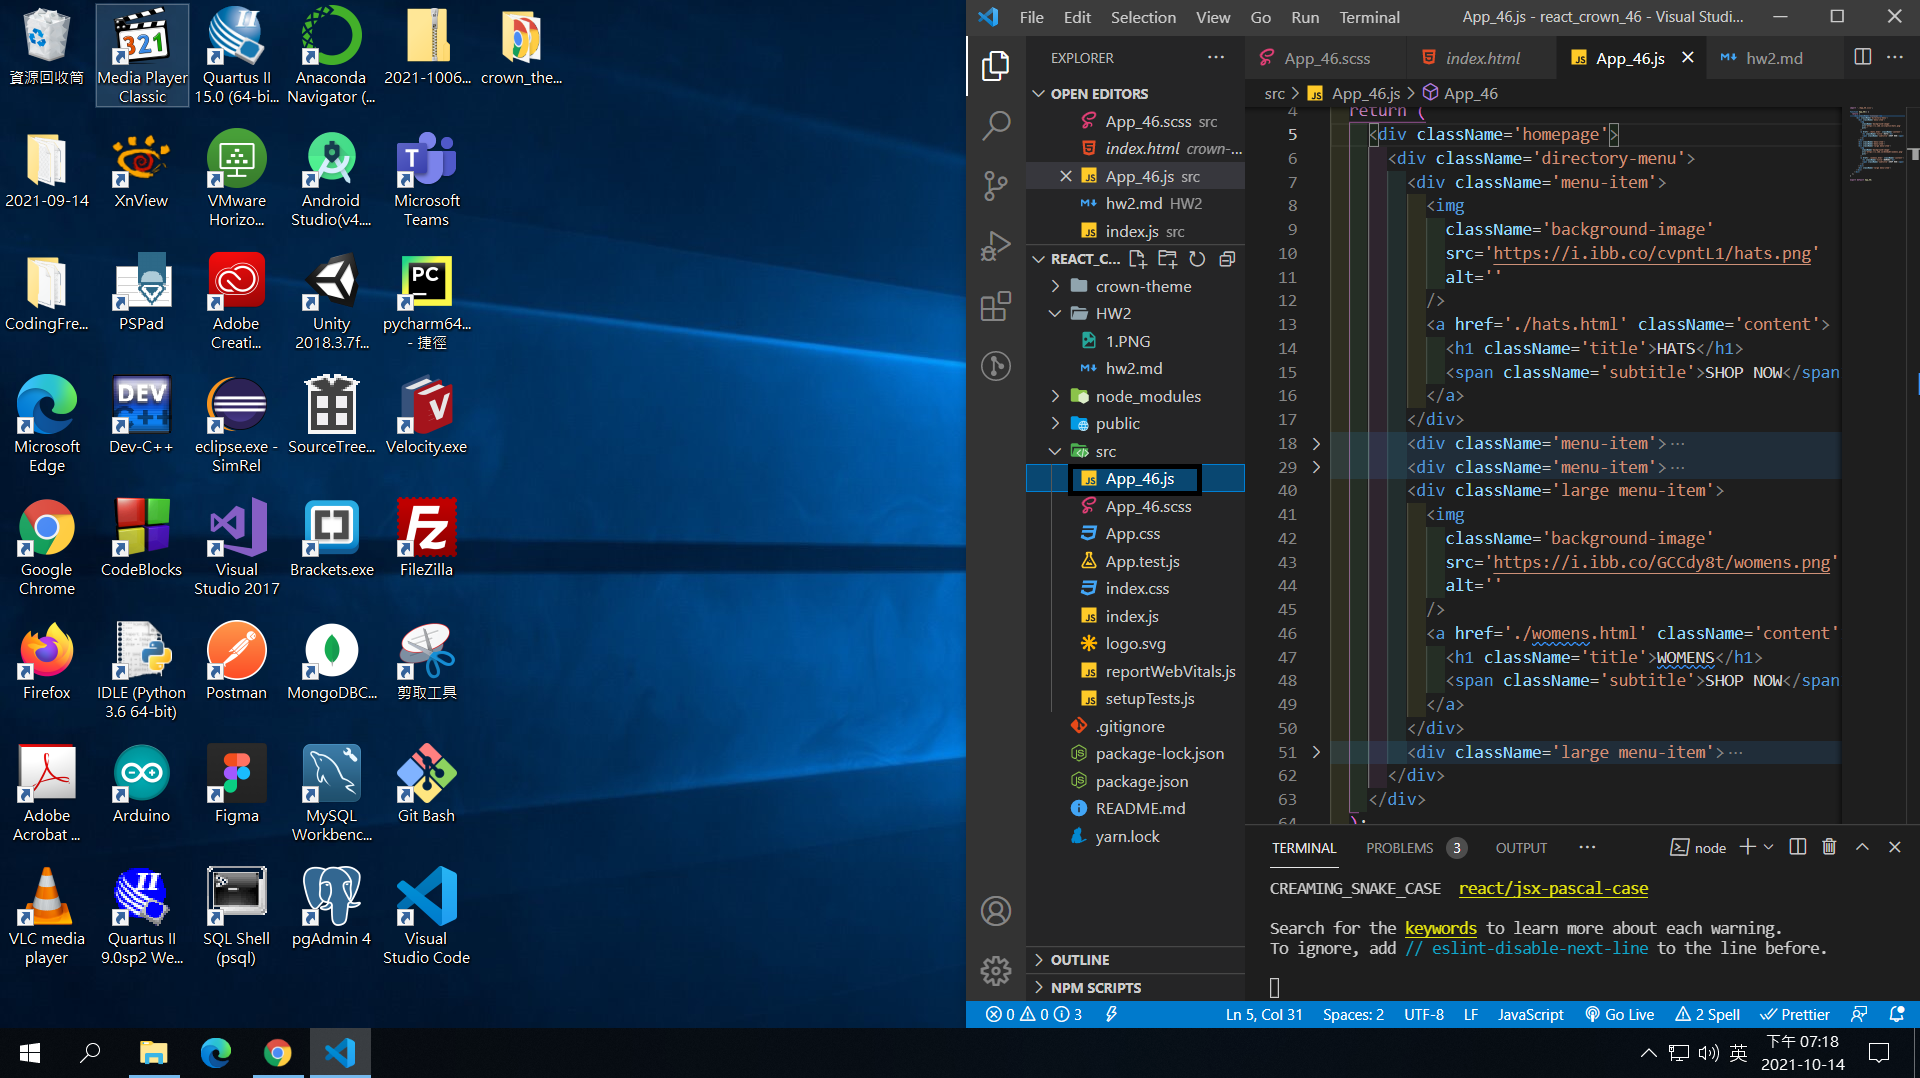 資源回收筒
Media Player
Classic
Quartus II
15.0 (64-bi...
Anaconda
Navigator (...
2021-1006...
crown_the...
2021-09-14
XnView
VMware
Horizo...
Android
Studio(v4....
Microsoft
Teams
CodingFre...
PSPad
Adobe
Creati...
Unity
2018.3.7f...
pycharm64...
- 捷徑
Microsoft
Edge
Dev-C++
eclipse.exe -
SimRel
SourceTree...
Velocity.exe
Google
Chrome
CodeBlocks
Visual
Studio 2017
Brackets.exe
FileZilla
Firefox
IDLE (Python
3.6 64-bit)
Postman
MongoDBC...
剪取工具
Adobe
Acrobat ...
Arduino
Figma
MySQL
Workbenc...
Git Bash
VLC media
player
Quartus II
9.0sp2 We...
SQL Shell
(psql)
pgAdmin 4
Visual
Studio Code
File Edit Selection View Go Run Terminal App_46.js - react_crown_46 - Visual Studi...
EXPLORER
OPEN EDITORS
App_46.scss src
index.html crown-...
App_46.js src
hw2.md HW2
index.js src
REACT_C...
crown-theme
HW2
1.PNG
hw2.md
node_modules
public
src
App_46.js
App_46.scss
App.css
App.test.js
index.css
index.js
logo.svg
reportWebVitals.js
setupTests.js
.gitignore
package-lock.json
package.json
README.md
yarn.lock
OUTLINE
NPM SCRIPTS
App_46.scss index.html App_46.js hw2.md
src > App_46.js > App_46
4 return (
5 <div className='homepage'>
6 <div className='directory-menu'>
7 <div className='menu-item'>
8 <img
9 className='background-image'
10 src='https://i.ibb.co/cvpntL1/hats.png'
11 alt=''
12 />
13 <a href='./hats.html' className='content'>
14 <h1 className='title'>HATS</h1>
15 <span className='subtitle'>SHOP NOW</span
16 </a>
17 </div>
18 <div className='menu-item'>...
29 <div className='menu-item'>...
40 <div className='large menu-item'>
41 <img
42 className='background-image'
43 src='https://i.ibb.co/GCCdy8t/womens.png'
44 alt=''
45 />
46 <a href='./womens.html' className='content'
47 <h1 className='title'>WOMENS</h1>
48 <span className='subtitle'>SHOP NOW</span
49 </a>
50 </div>
51 <div className='large menu-item'>...
62 </div>
63 </div>
64 );
TERMINAL PROBLEMS 3 OUTPUT ... node
CREAMING_SNAKE_CASE react/jsx-pascal-case
Search for the keywords to learn more about each warning.
To ignore, add // eslint-disable-next-line to the line before.
0 0 3 Ln 5, Col 31 Spaces: 2 UTF-8 LF JavaScript Go Live 2 Spell Prettier
英
下午 07:18
2021-10-14